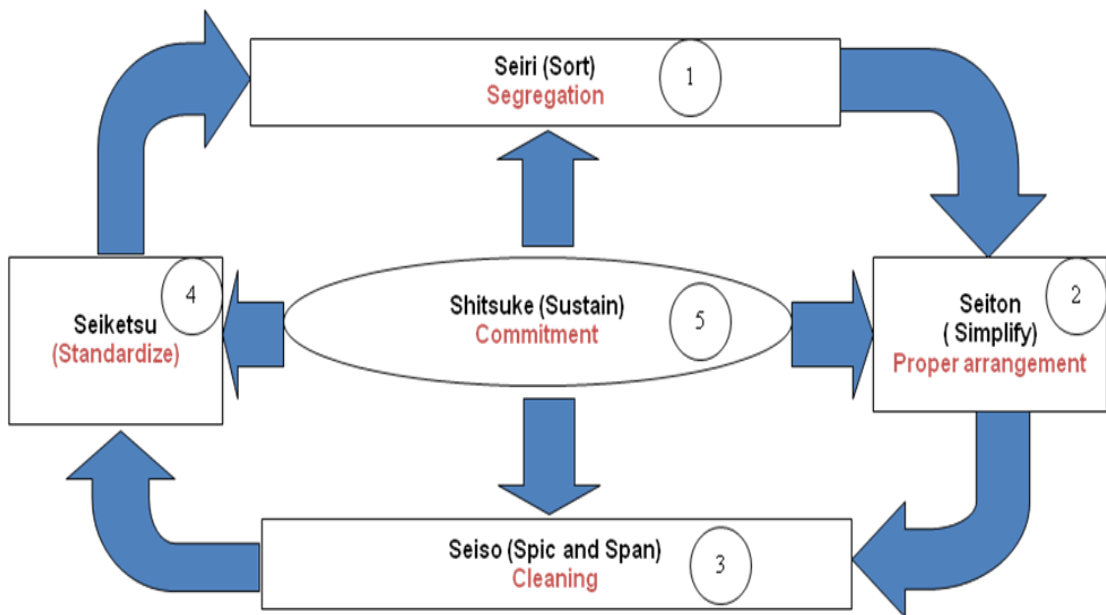 Seiri (Sort)
Segregation
1
Seiton
( Simplify)
Proper arrangement
2
Seiso (Spic and Span)
Cleaning
3
Seiketsu
(Standardize)
4
Shitsuke (Sustain)
Commitment
5